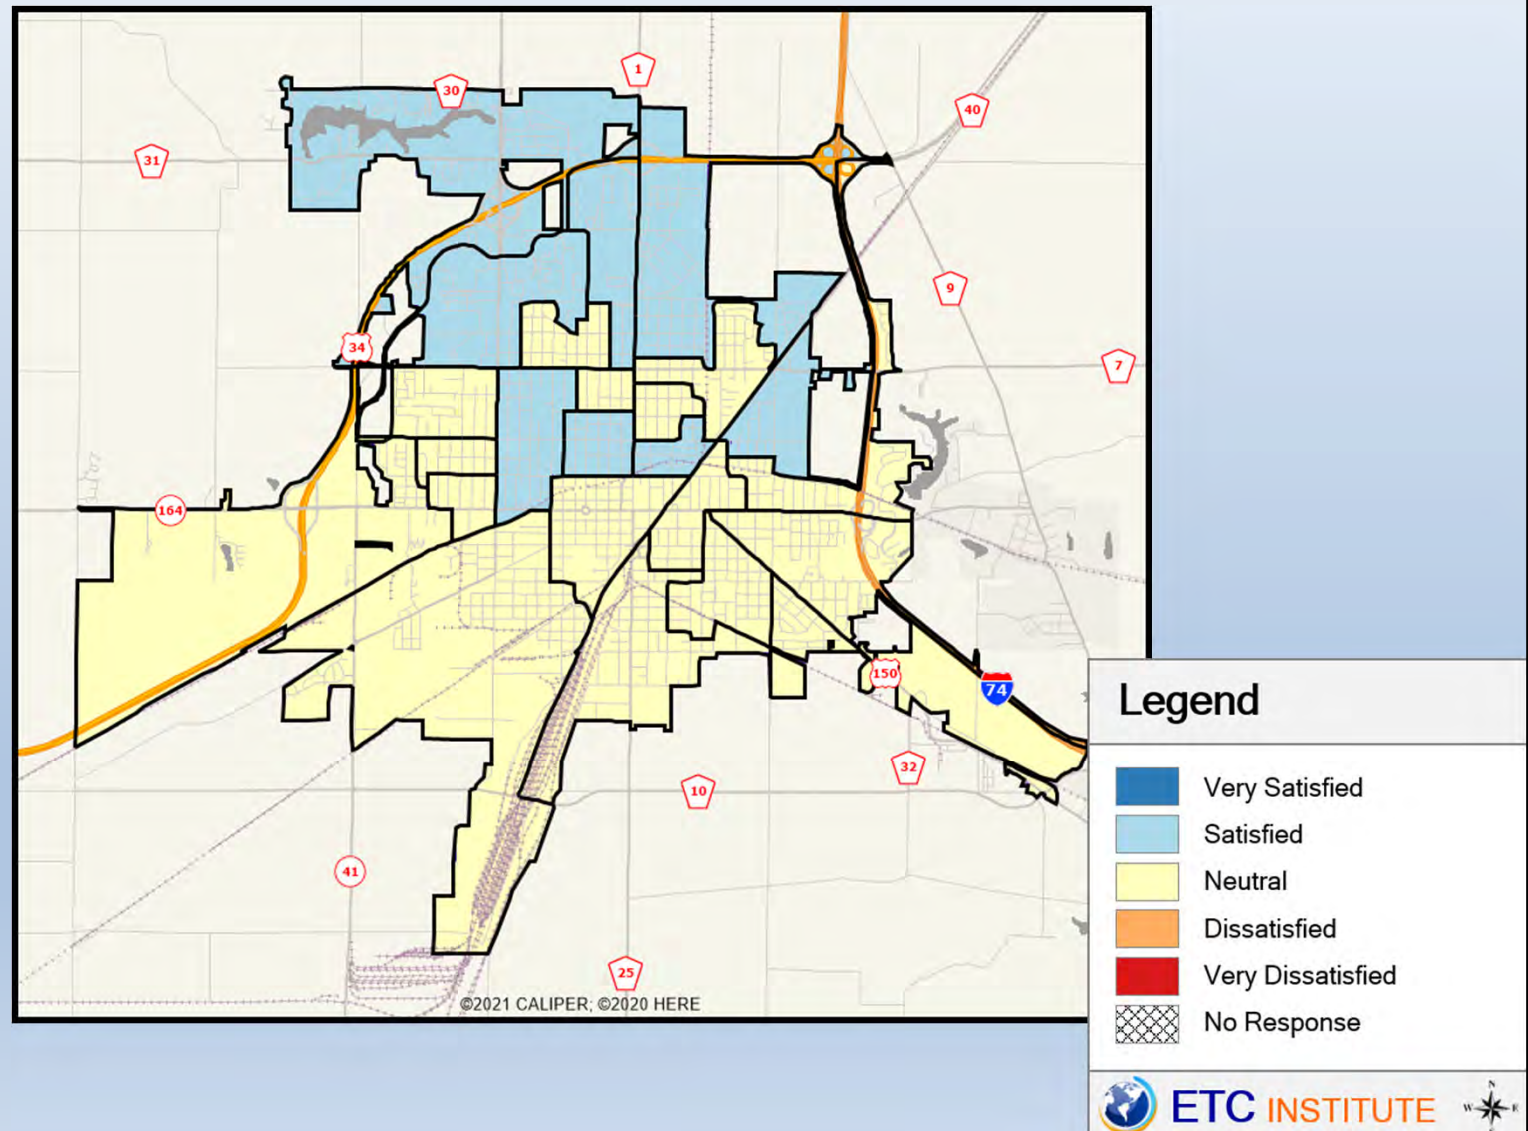 1
30
40
31
9
34
7
164
150
74
32
10
41
25
©2021 CALIPER; ©2020 HERE
Legend
Very Satisfied
Satisfied
Neutral
Dissatisfied
Very Dissatisfied
No Response
ETC INSTITUTE
N
W E